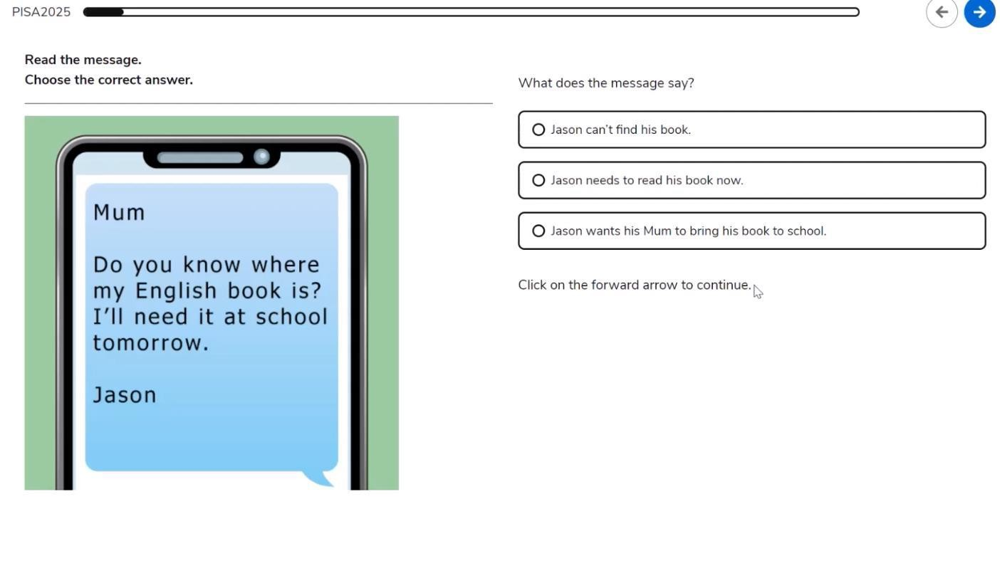 PISA2025
Read the message.
Choose the correct answer.
Mum
Do you know where
my English book is?
I’ll need it at school
tomorrow.
Jason
What does the message say?
Jason can’t find his book.
Jason needs to read his book now.
Jason wants his Mum to bring his book to school.
Click on the forward arrow to continue.